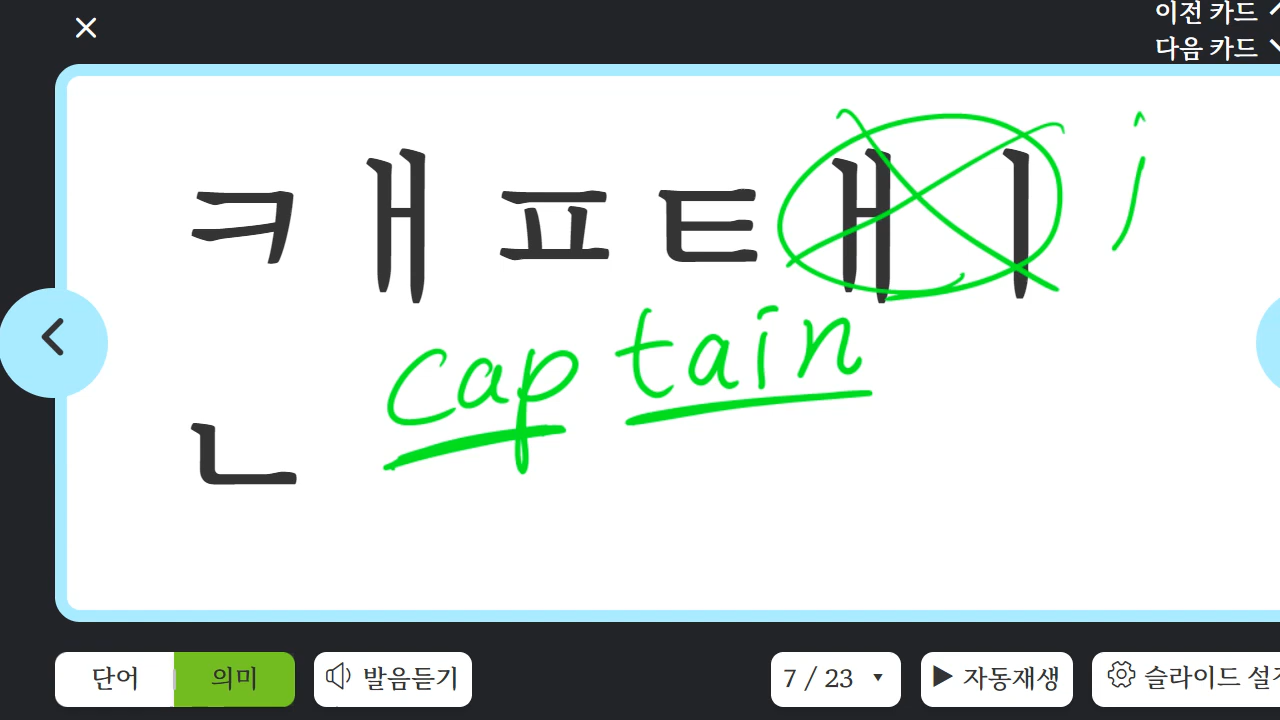 이전 카드
다음 카드
ㅋ ㅐ ㅍ ㅌ ㅐ ㅣ i
captain
ㄴ
단어 의미 발음듣기 7 / 23 자동재생 슬라이드